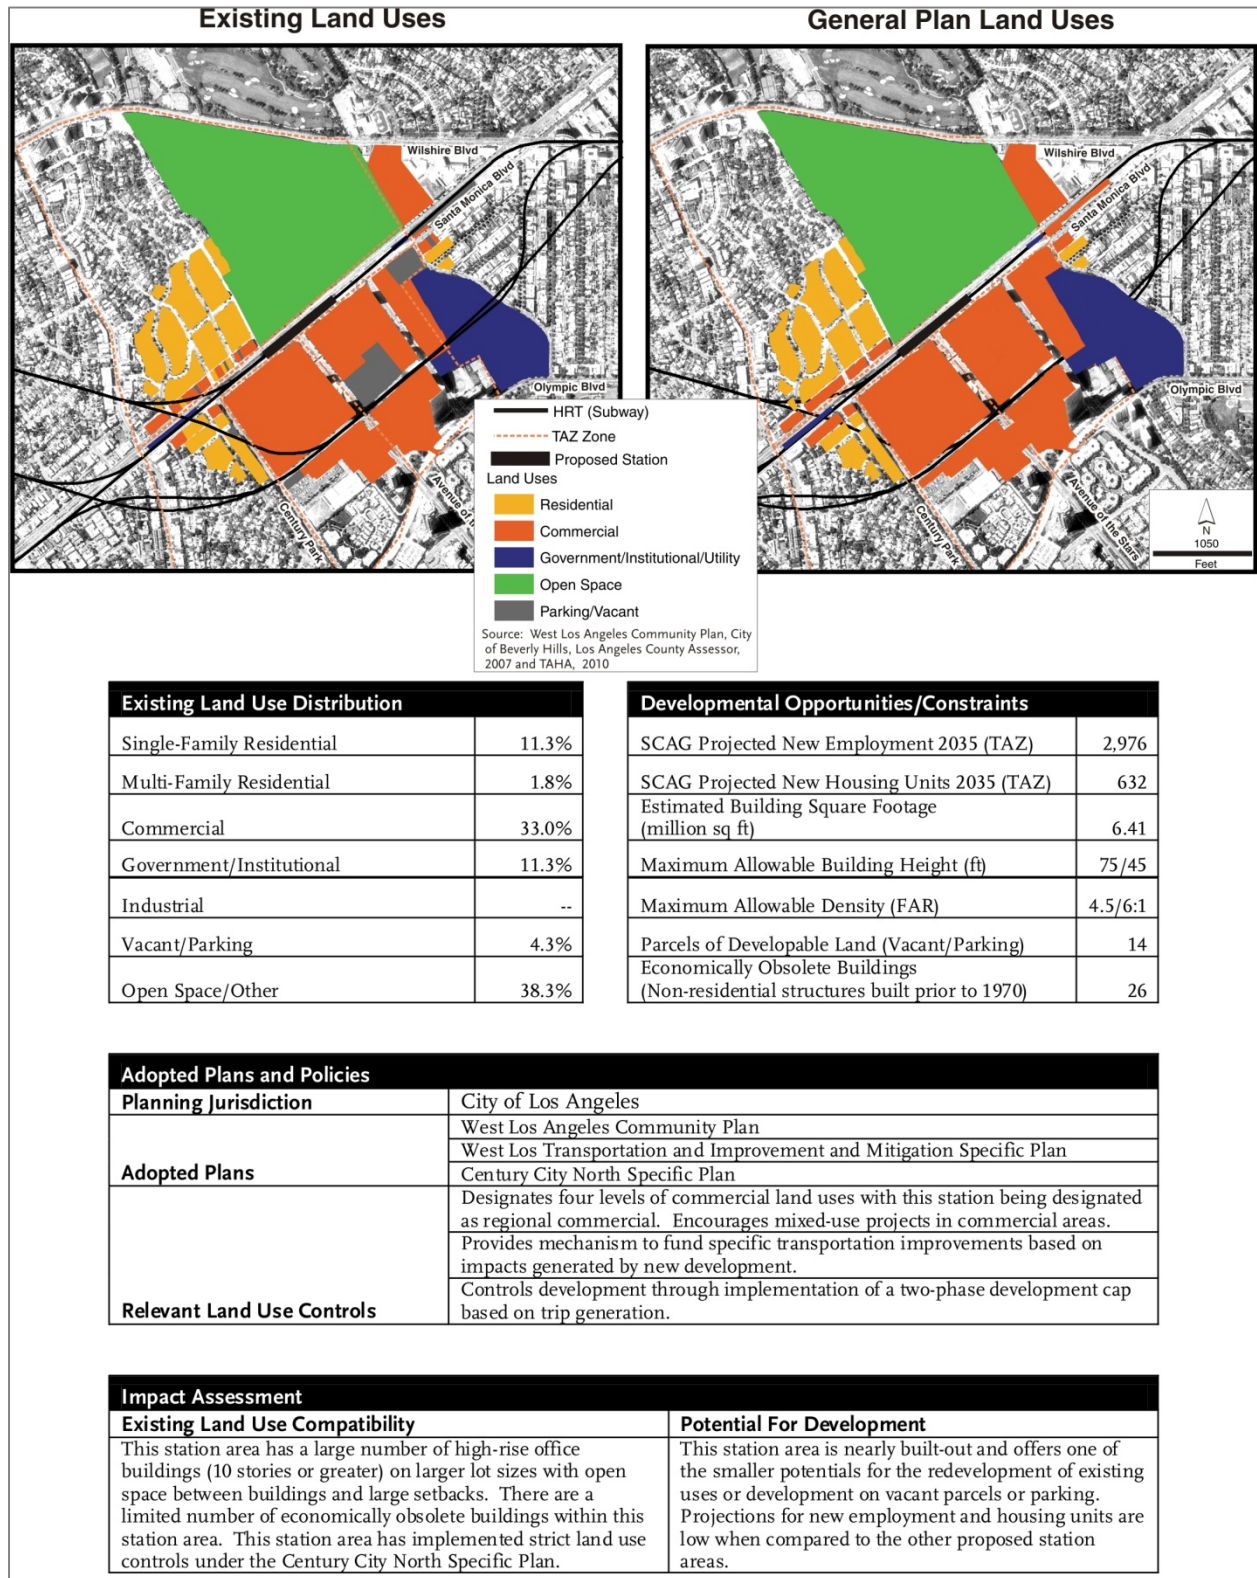 Existing Land Uses
General Plan Land Uses
Wilshire Blvd
Santa Monica Blvd
Olympic Blvd
Century Park
Avenue of the
Wilshire Blvd
Santa Monica Blvd
Olympic Blvd
Century Park
Avenue of the Stars
N
1050
Feet
HRT (Subway)
TAZ Zone
Proposed Station
Land Uses
Residential
Commercial
Government/Institutional/Utility
Open Space
Parking/Vacant
Source: West Los Angeles Community Plan, City
of Beverly Hills, Los Angeles County Assessor,
2007 and TAHA, 2010
Existing Land Use Distribution
Single-Family Residential 11.3%
Multi-Family Residential 1.8%
Commercial 33.0%
Government/Institutional 11.3%
Industrial --
Vacant/Parking 4.3%
Open Space/Other 38.3%
Developmental Opportunities/Constraints
SCAG Projected New Employment 2035 (TAZ) 2,976
SCAG Projected New Housing Units 2035 (TAZ) 632
Estimated Building Square Footage
(million sq ft) 6.41
Maximum Allowable Building Height (ft) 75/45
Maximum Allowable Density (FAR) 4.5/6:1
Parcels of Developable Land (Vacant/Parking) 14
Economically Obsolete Buildings
(Non-residential structures built prior to 1970) 26
Adopted Plans and Policies
Planning Jurisdiction City of Los Angeles
West Los Angeles Community Plan
West Los Transportation and Improvement and Mitigation Specific Plan
Adopted Plans Century City North Specific Plan
Designates four levels of commercial land uses with this station being designated
as regional commercial. Encourages mixed-use projects in commercial areas.
Provides mechanism to fund specific transportation improvements based on
impacts generated by new development.
Controls development through implementation of a two-phase development cap
Relevant Land Use Controls based on trip generation.
Impact Assessment
Existing Land Use Compatibility
This station area has a large number of high-rise office
buildings (10 stories or greater) on larger lot sizes with open
space between buildings and large setbacks. There are a
limited number of economically obsolete buildings within this
station area. This station area has implemented strict land use
controls under the Century City North Specific Plan.
Potential For Development
This station area is nearly built-out and offers one of
the smaller potentials for the redevelopment of existing
uses or development on vacant parcels or parking.
Projections for new employment and housing units are
low when compared to the other proposed station
areas.